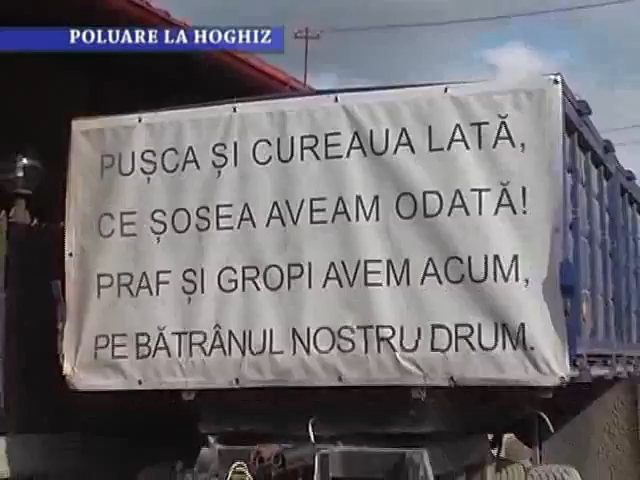 POLUARE LA HOGHIZ
PUȘCA ȘI CUREAUA LATĂ,
CE ȘOSEA AVEAM ODATĂ!
PRAF ȘI GROPI AVEM ACUM,
PE BĂTRÂNUL NOSTRU DRUM.